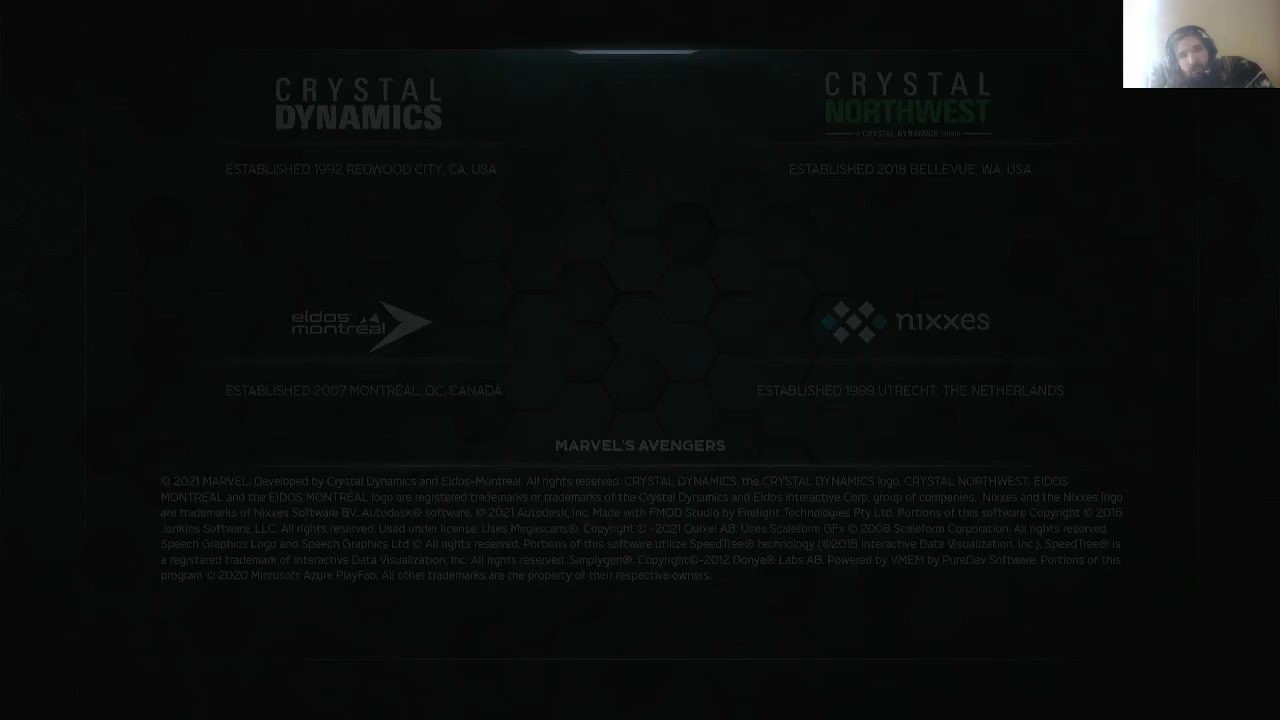 CRYSTAL
DYNAMICS
CRYSTAL
NORTHWEST
A CRYSTAL DYNAMICS studio
ESTABLISHED 1992 REDWOOD CITY, CA, USA
ESTABLISHED 2018 BELLEVUE, WA, USA
eidos
montréal
nixxes
ESTABLISHED 2007 MONTRÉAL, QC, CANADA
ESTABLISHED 1999 UTRECHT, THE NETHERLANDS
MARVEL'S AVENGERS
© 2021 MARVEL. Developed by Crystal Dynamics and Eidos-Montreal. All rights reserved. CRYSTAL DYNAMICS, the CRYSTAL DYNAMICS logo, CRYSTAL NORTHWEST, EIDOS
MONTRÉAL and the EIDOS MONTRÉAL logo are registered trademarks or trademarks of the Crystal Dynamics and Eidos Interactive Corp. group of companies. Nixxes and the Nixxes logo
are trademarks of Nixxes Software BV. Autodesk® software. © 2021 Autodesk, Inc. Made with FMOD Studio by Firelight Technologies Pty Ltd. Portions of this software Copyright © 2016
Jenkins Software, LLC. All rights reserved. Used under license. Uses Megascans®. Copyright © -2021 Quixel AB. Uses Scaleform GFx © 2008 Scaleform Corporation. All rights reserved.
Speech Graphics Logo and Speech Graphics Ltd © All rights reserved. Portions of this software utilize SpeedTree® technology (©2015 Interactive Data Visualization, Inc.). SpeedTree® is
a registered trademark of Interactive Data Visualization, Inc. All rights reserved. Simplygon®. Copyright©-2012 Donya® Labs AB. Powered by VMEM by PureDev Software. Portions of this
program © 2020 Microsoft Azure PlayFab. All other trademarks are the property of their respective owners.